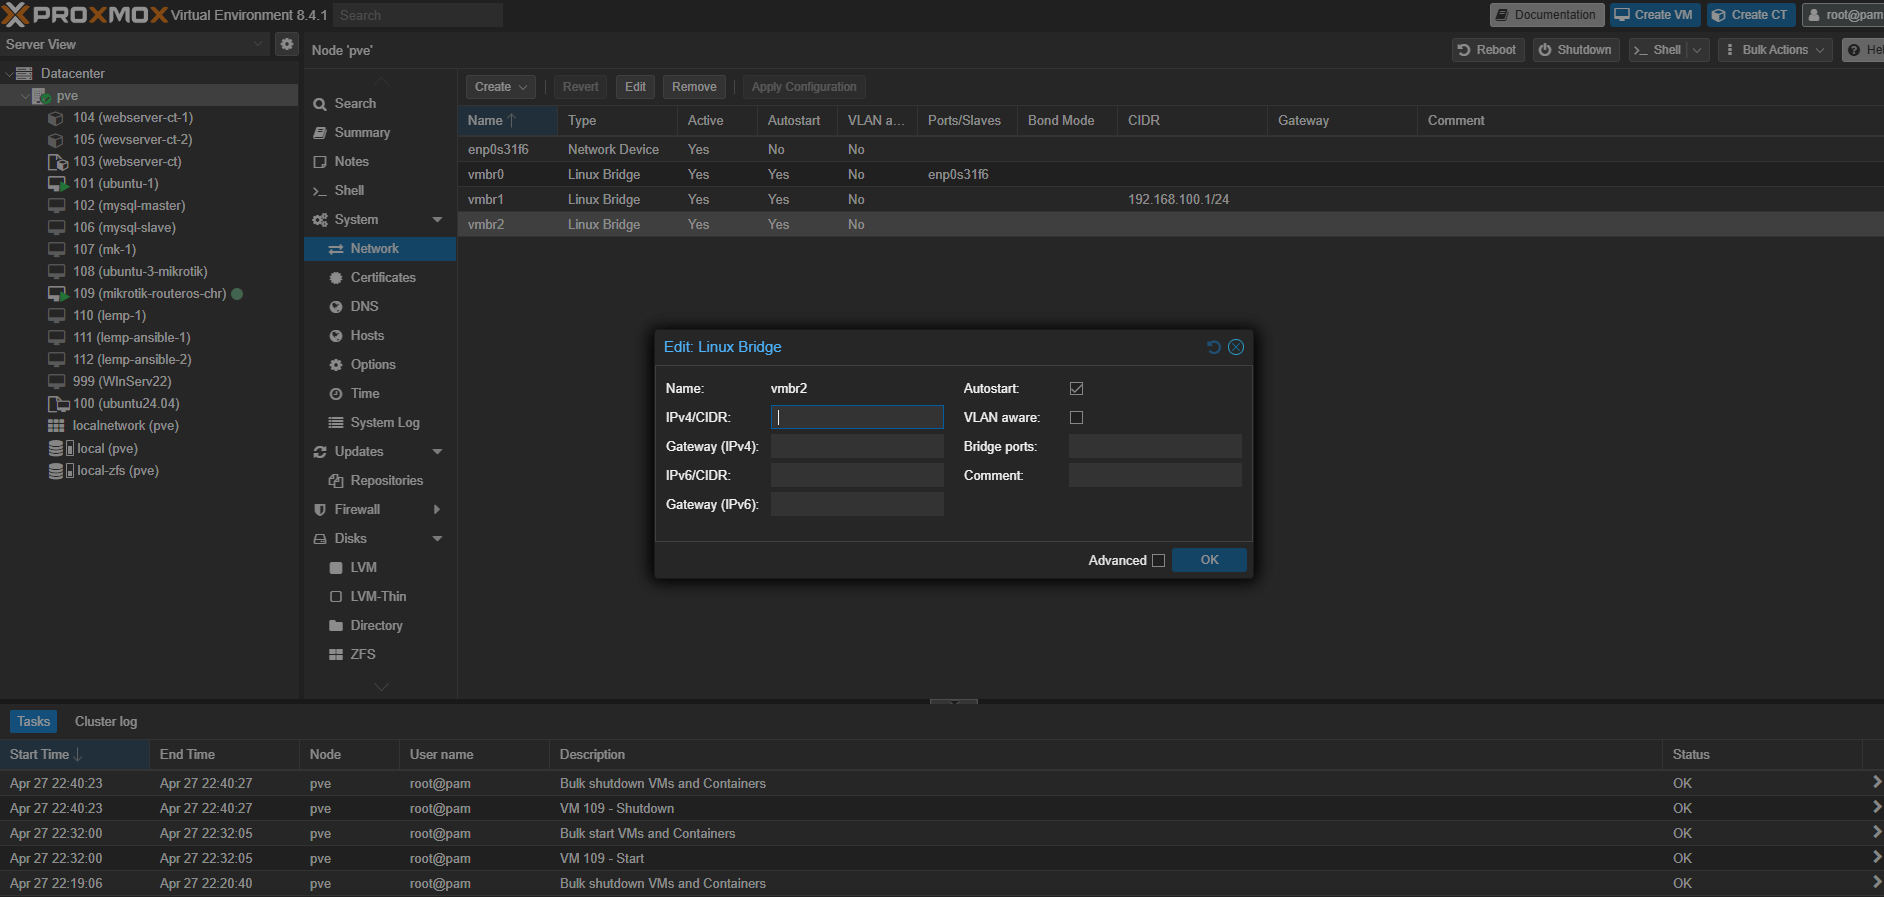 PROXMOX Virtual Environment 8.4.1 Search
Documentation Create VM Create CT root@pam
Server View
Node 'pve'
Reboot Shutdown Shell Bulk Actions
Datacenter
pve
104 (webserver-ct-1)
105 (wevserver-ct-2)
103 (webserver-ct)
101 (ubuntu-1)
102 (mysql-master)
106 (mysql-slave)
107 (mk-1)
108 (ubuntu-3-mikrotik)
109 (mikrotik-routeros-chr)
110 (lemp-1)
111 (lemp-ansible-1)
112 (lemp-ansible-2)
999 (WInServ22)
100 (ubuntu24.04)
localnetwork (pve)
local (pve)
local-zfs (pve)
Search
Summary
Notes
Shell
System
Network
Certificates
DNS
Hosts
Options
Time
System Log
Updates
Repositories
Firewall
Disks
LVM
LVM-Thin
Directory
ZFS
Create Revert Edit Remove Apply Configuration
Name Type Active Autostart VLAN a... Ports/Slaves Bond Mode CIDR Gateway Comment
enp0s31f6 Network Device Yes No No
vmbr0 Linux Bridge Yes Yes No enp0s31f6
vmbr1 Linux Bridge Yes Yes No 192.168.100.1/24
vmbr2 Linux Bridge Yes Yes No
Edit: Linux Bridge
Name: vmbr2 Autostart:
IPv4/CIDR: VLAN aware:
Gateway (IPv4): Bridge ports:
IPv6/CIDR: Comment:
Gateway (IPv6):
Advanced OK
Tasks Cluster log
Start Time End Time Node User name Description Status
Apr 27 22:40:23 Apr 27 22:40:27 pve root@pam Bulk shutdown VMs and Containers OK
Apr 27 22:40:23 Apr 27 22:40:27 pve root@pam VM 109 - Shutdown OK
Apr 27 22:32:00 Apr 27 22:32:05 pve root@pam Bulk start VMs and Containers OK
Apr 27 22:32:00 Apr 27 22:32:05 pve root@pam VM 109 - Start OK
Apr 27 22:19:06 Apr 27 22:20:40 pve root@pam Bulk shutdown VMs and Containers OK